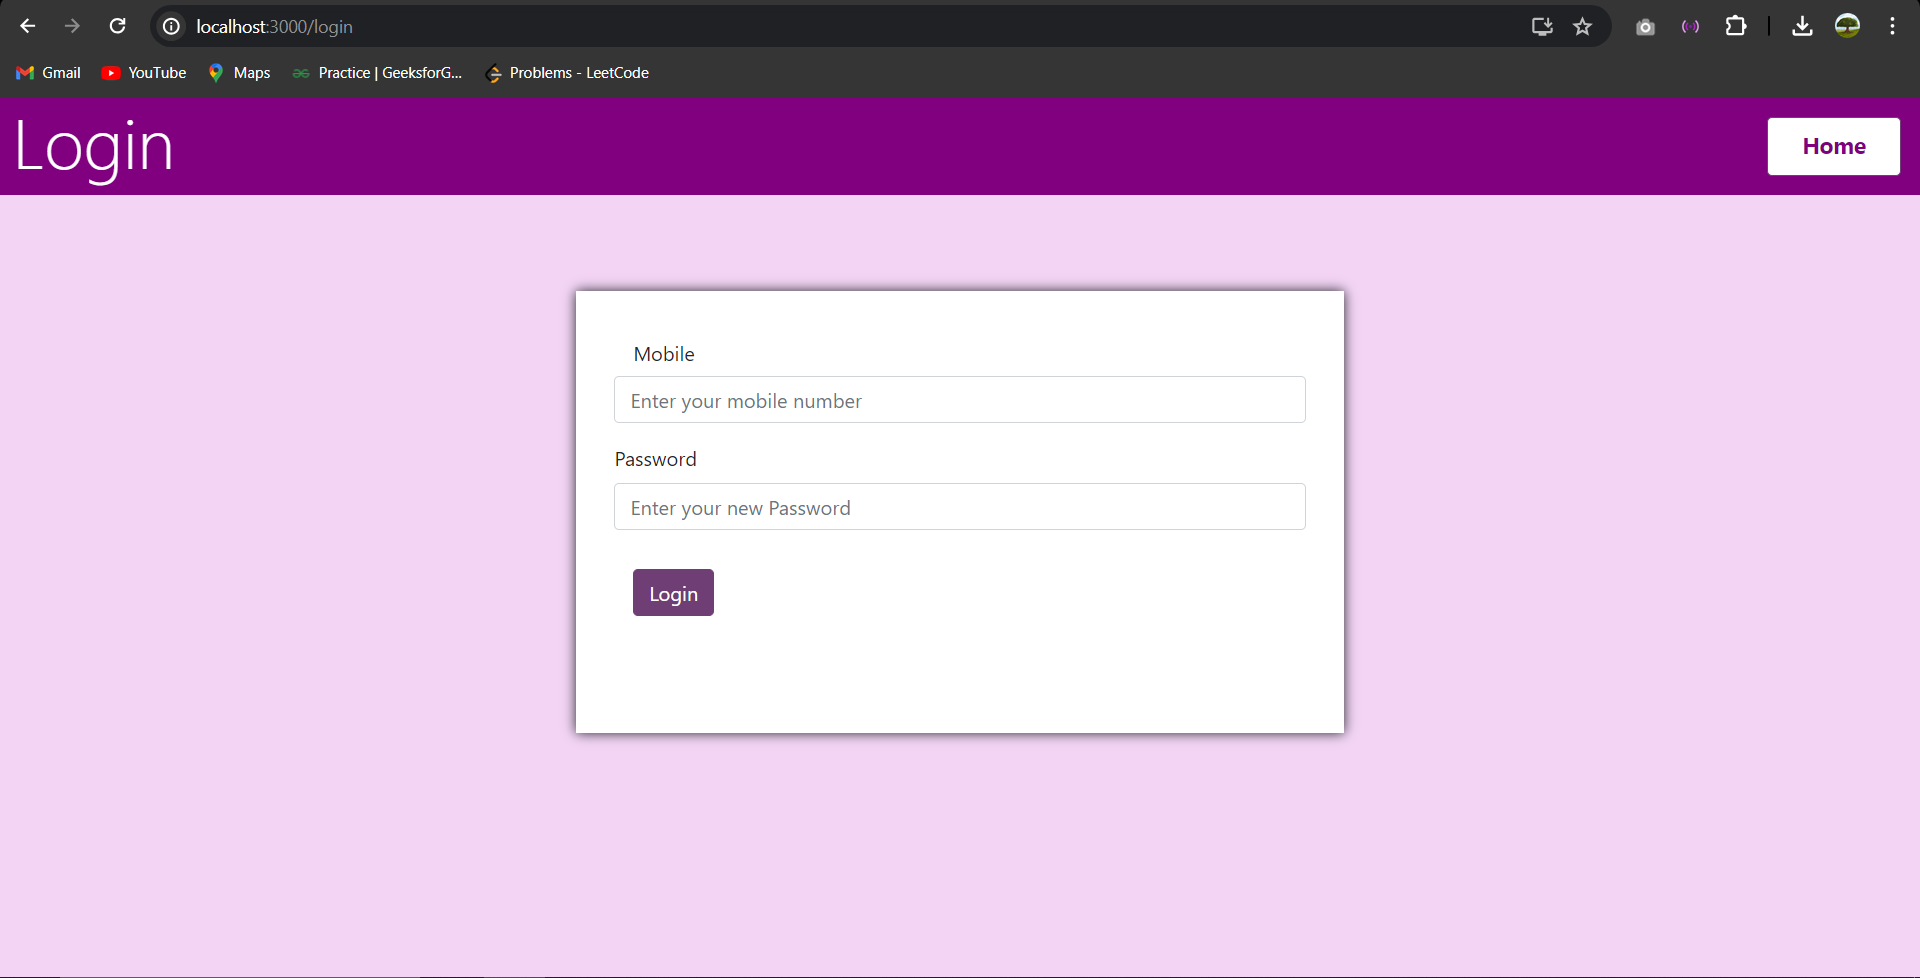 localhost:3000/login
Gmail YouTube Maps Practice | GeeksforG... Problems - LeetCode
Login Home
Mobile
Enter your mobile number
Password
Enter your new Password
Login